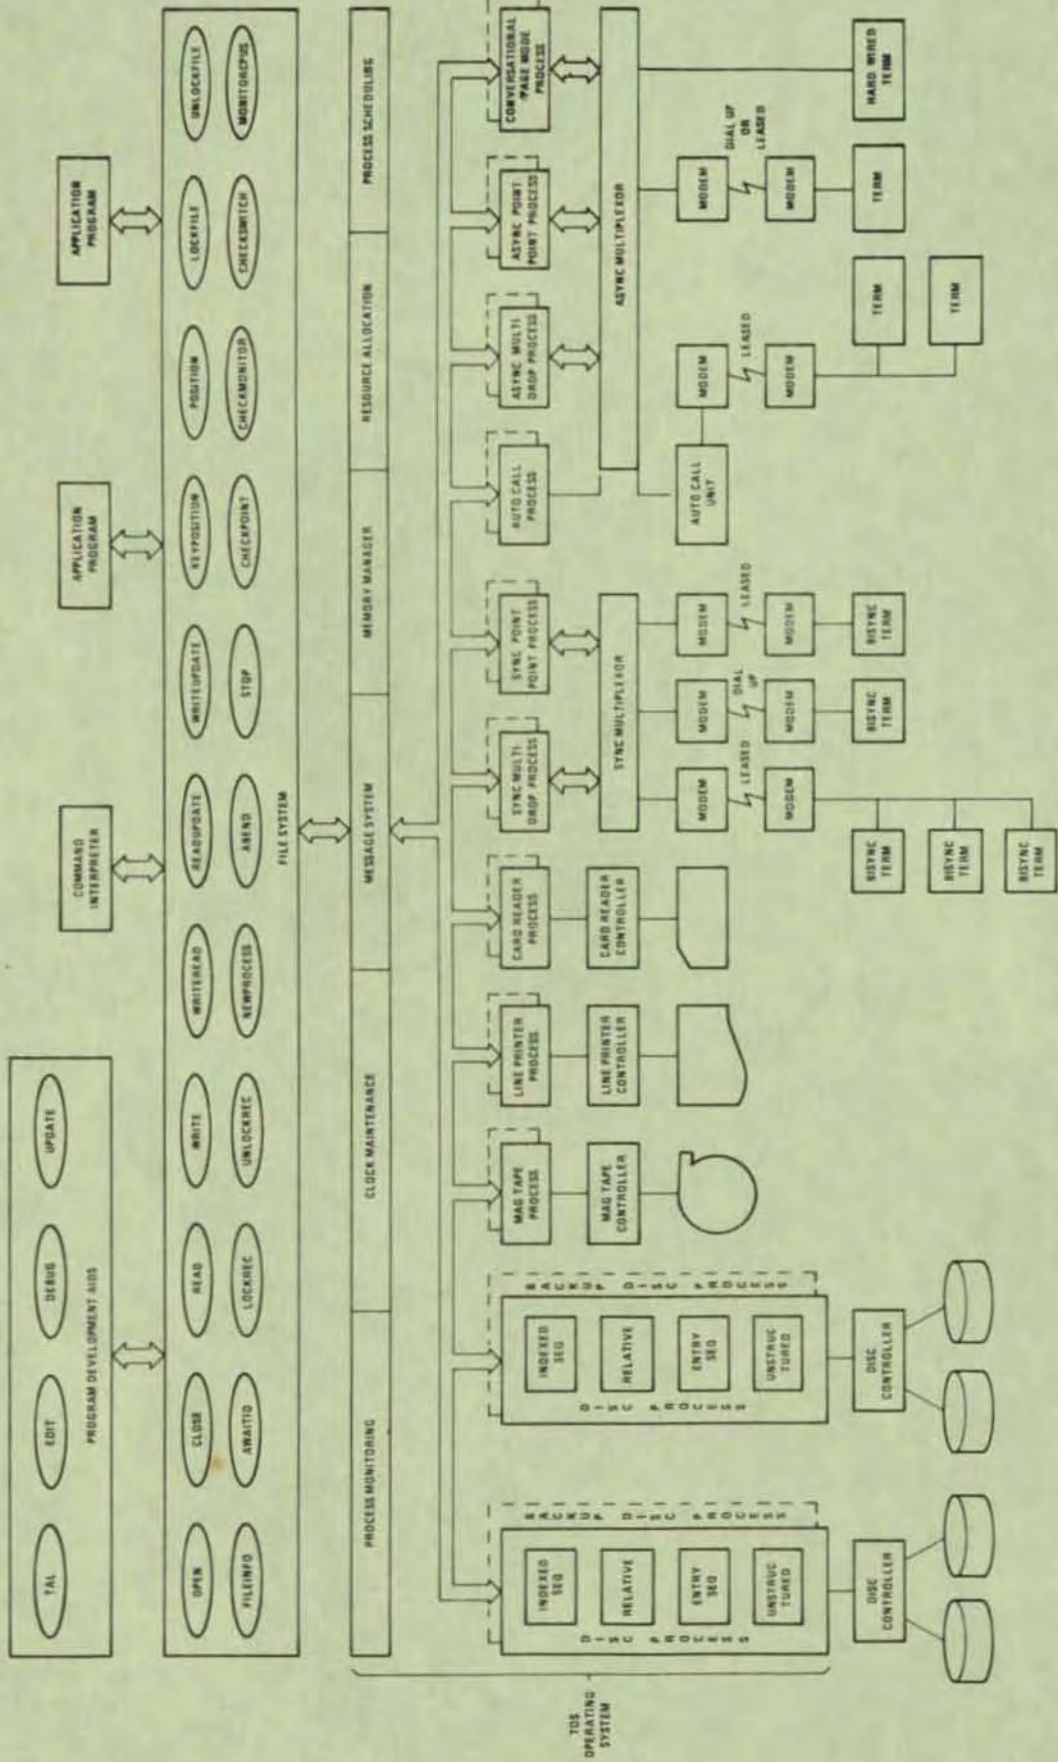 TAL
EDIT
DEBUG
UPDATE
PROGRAM DEVELOPMENT AIDS
COMMAND
INTERPRETER
APPLICATION
PROGRAM
APPLICATION
PROGRAM
OPEN
CLOSE
READ
WRITE
WRITEREAD
READUPDATE
WRITEUPDATE
KEYPOSITION
POSITION
LOCKFILE
UNLOCKFILE
FILEINFO
AWAITIO
LOCKREC
UNLOCKREC
NEWPROCESS
ABEND
STOP
CHECKPOINT
CHECKMONITOR
CHECKSWITCH
MONITORCPUS
FILE SYSTEM
PROCESS MONITORING
CLOCK MAINTENANCE
MESSAGE SYSTEM
MEMORY MANAGER
RESOURCE ALLOCATION
PROCESS SCHEDULING
TOS
OPERATING
SYSTEM
DISC PROCESS
INDEXED
SEQ
RELATIVE
ENTRY
SEQ
UNSTRUC
TURED
BACKUP DISC PROCESS
DISC
CONTROLLER
DISC PROCESS
INDEXED
SEQ
RELATIVE
ENTRY
SEQ
UNSTRUC
TURED
BACKUP DISC PROCESS
DISC
CONTROLLER
MAG TAPE
PROCESS
MAG TAPE
CONTROLLER
LINE PRINTER
PROCESS
LINE PRINTER
CONTROLLER
CARD READER
PROCESS
CARD READER
CONTROLLER
SYNC MULTI
DROP PROCESS
SYNC POINT
POINT PROCESS
SYNC MULTIPLEXOR
MODEM
MODEM
MODEM
LEASED
DIAL
UP
LEASED
MODEM
MODEM
MODEM
BISYNC
TERM
BISYNC
TERM
BISYNC
TERM
BISYNC
TERM
BISYNC
TERM
AUTO CALL
PROCESS
ASYNC MULTI
DROP PROCESS
ASYNC POINT
POINT PROCESS
CONVERSATIONAL
/PAGE MODE
PROCESS
ASYNC MULTIPLEXOR
AUTO CALL
UNIT
MODEM
LEASED
MODEM
TERM
TERM
MODEM
DIAL UP
OR
LEASED
MODEM
TERM
HARD WIRED
TERM